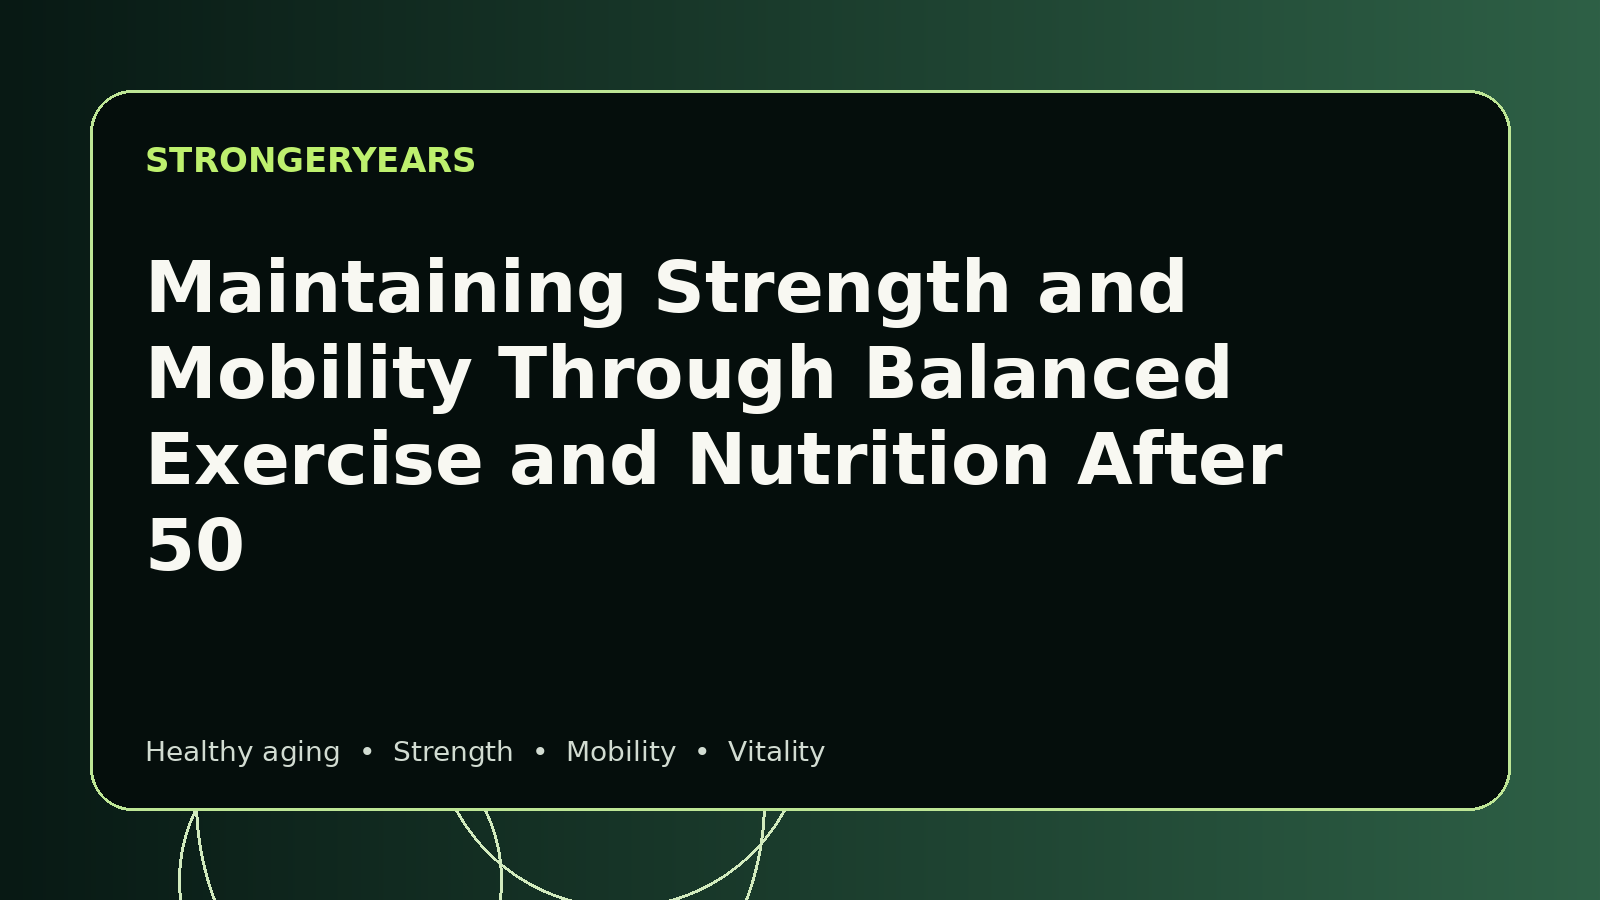 STRONGERYEARS
Maintaining Strength and
Mobility Through Balanced
Exercise and Nutrition After
50
Healthy aging • Strength • Mobility • Vitality